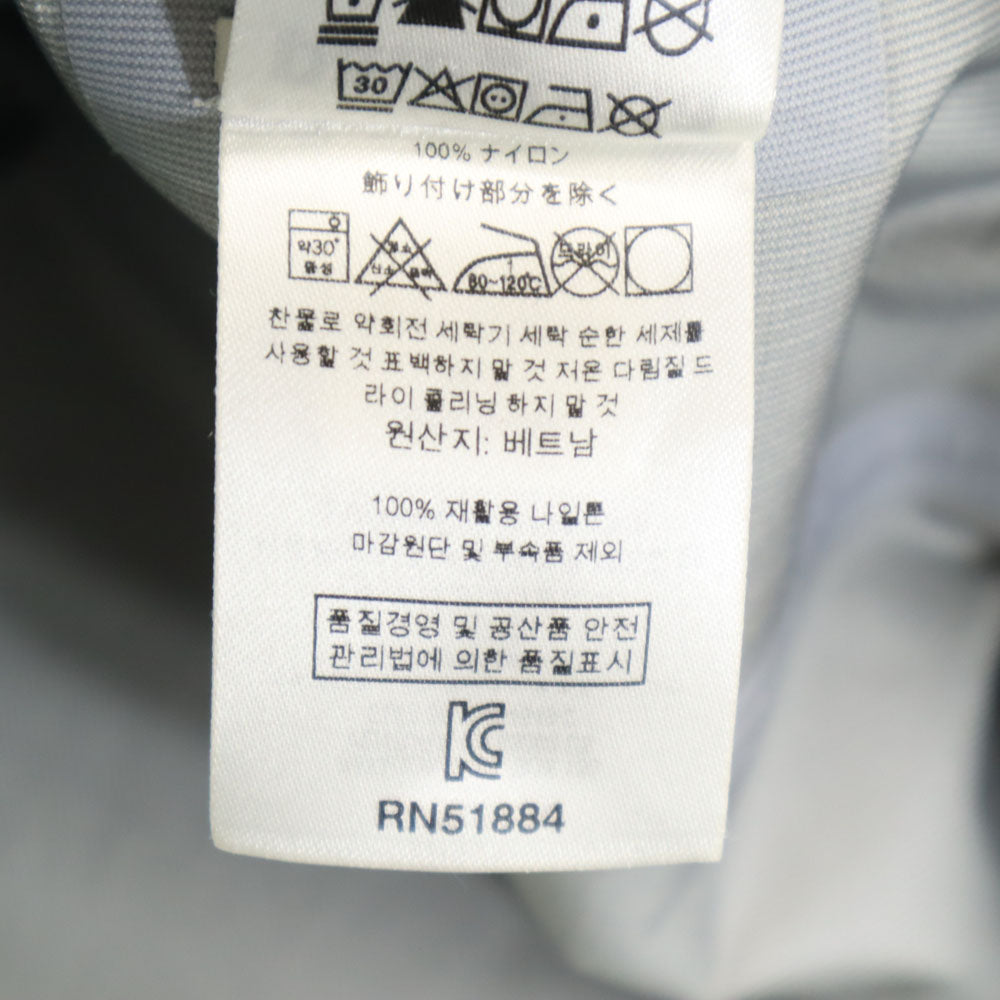 30
100% ナイロン
飾り付け部分を除く
약30°
중성
드라이
80~120℃
찬물로 약회전 세탁기 세탁 순한 세제를
사용할 것 표백하지 말 것 저온 다림질 드
라이 클리닝 하지 말 것
원산지: 베트남
100% 재활용 나일론
마감원단 및 부속품 제외
품질경영 및 공산품 안전
관리법에 의한 품질표시
KC
RN51884